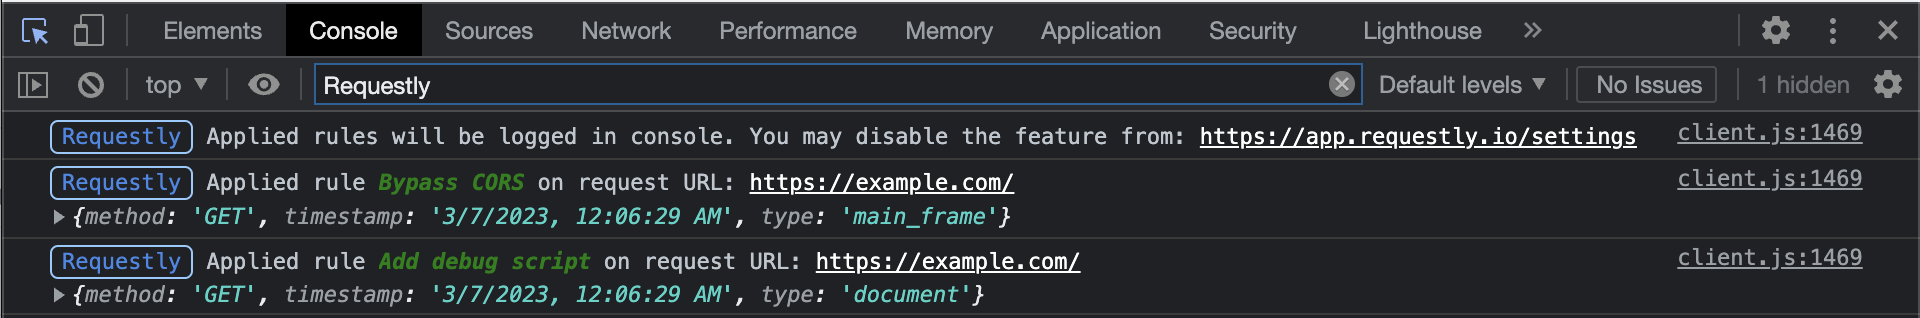 Elements Console Sources Network Performance Memory Application Security Lighthouse
top Requestly Default levels No Issues 1 hidden
Requestly Applied rules will be logged in console. You may disable the feature from: https://app.requestly.io/settings client.js:1469
Requestly Applied rule Bypass CORS on request URL: https://example.com/ client.js:1469
{method: 'GET', timestamp: '3/7/2023, 12:06:29 AM', type: 'main_frame'}
Requestly Applied rule Add debug script on request URL: https://example.com/ client.js:1469
{method: 'GET', timestamp: '3/7/2023, 12:06:29 AM', type: 'document'}